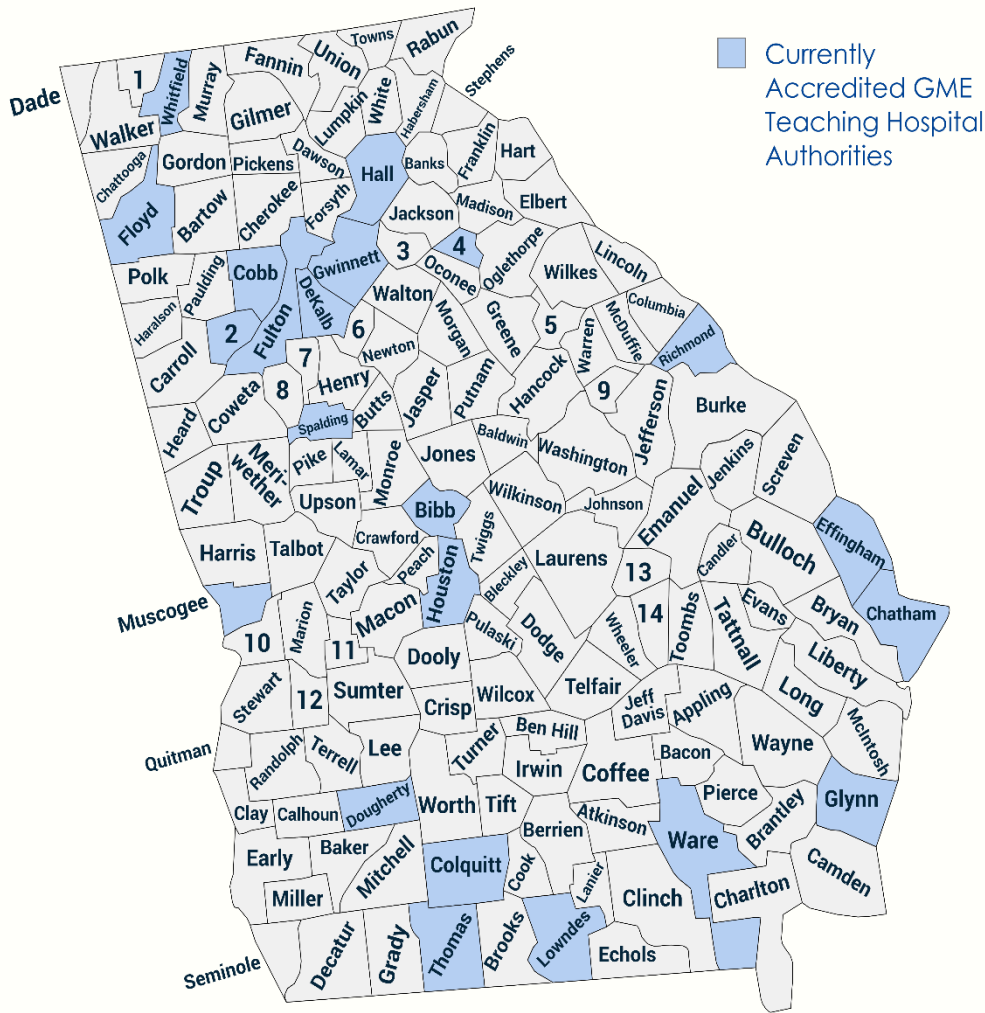 Currently
Accredited GME
Teaching Hospital
Authorities
Dade
1
Whitfield
Murray
Fannin
Union
Towns
Rabun
Walker
Gilmer
Lumpkin
White
Habersham
Stephens
Chattooga
Gordon
Pickens
Dawson
Hall
Banks
Franklin
Hart
Floyd
Bartow
Cherokee
Forsyth
Jackson
Madison
Elbert
Polk
Paulding
Cobb
Gwinnett
3
4
Oconee
Oglethorpe
Wilkes
Lincoln
Haralson
2
Fulton
DeKalb
Walton
Morgan
Greene
5
Warren
McDuffie
Columbia
Richmond
Carroll
6
7
Newton
8
Henry
Butts
Jasper
Putnam
Hancock
9
Heard
Coweta
Spalding
Jefferson
Burke
Troup
Meri-
wether
Pike
Lamar
Monroe
Jones
Baldwin
Washington
Jenkins
Screven
Upson
Bibb
Wilkinson
Johnson
Emanuel
Harris
Talbot
Crawford
Peach
Twiggs
Laurens
Candler
Bulloch
Effingham
Muscogee
Taylor
Macon
Houston
Bleckley
13
Chatham
10
Marion
11
Dooly
Pulaski
Dodge
Wheeler
14
Toombs
Tattnall
Evans
Bryan
Liberty
Stewart
12
Sumter
Crisp
Wilcox
Telfair
Jeff
Davis
Appling
Long
McIntosh
Quitman
Randolph
Terrell
Lee
Turner
Ben Hill
Irwin
Coffee
Bacon
Wayne
Clay
Calhoun
Dougherty
Worth
Tift
Berrien
Atkinson
Ware
Pierce
Brantley
Glynn
Early
Baker
Mitchell
Colquitt
Cook
Lanier
Clinch
Charlton
Camden
Miller
Seminole
Decatur
Grady
Thomas
Brooks
Lowndes
Echols